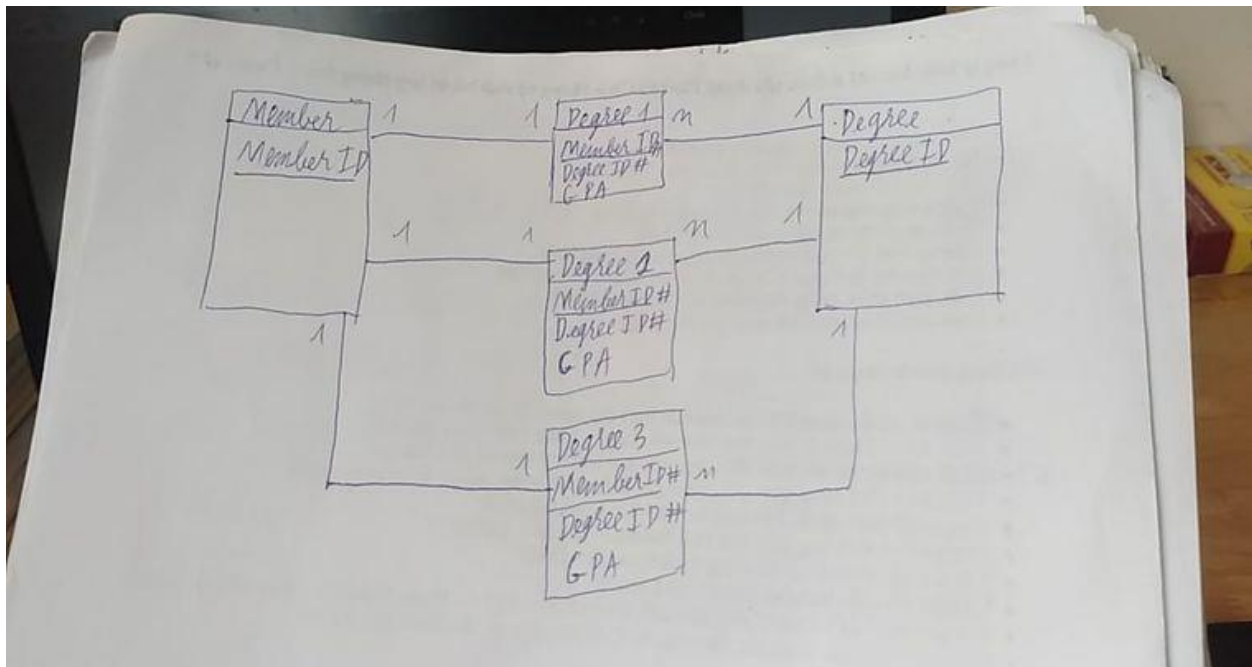 Member
Member ID
1
1
Degree 1
Member ID#
Degree ID#
GPA
n
1
Degree
Degree ID
1
1
Degree 2
Member ID#
Degree ID#
GPA
n
1
1
1
Degree 3
Member ID#
Degree ID#
GPA
n
1